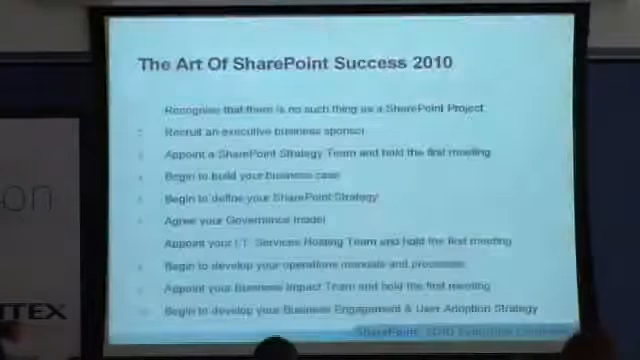 The Art Of SharePoint Success 2010
Recognise that there is no such thing as a SharePoint Project
Recruit an executive business sponsor
Appoint a SharePoint Strategy Team and hold the first meeting
Begin to build your business case
Begin to define your SharePoint Strategy
Agree your Governance model
Appoint your I.T. Services Hosting Team and hold the first meeting
Begin to develop your operations manuals and processes
Appoint your Business Impact Team and hold the first meeting
Begin to develop your Business Engagement & User Adoption Strategy
on
ITEX
SharePoint 2010